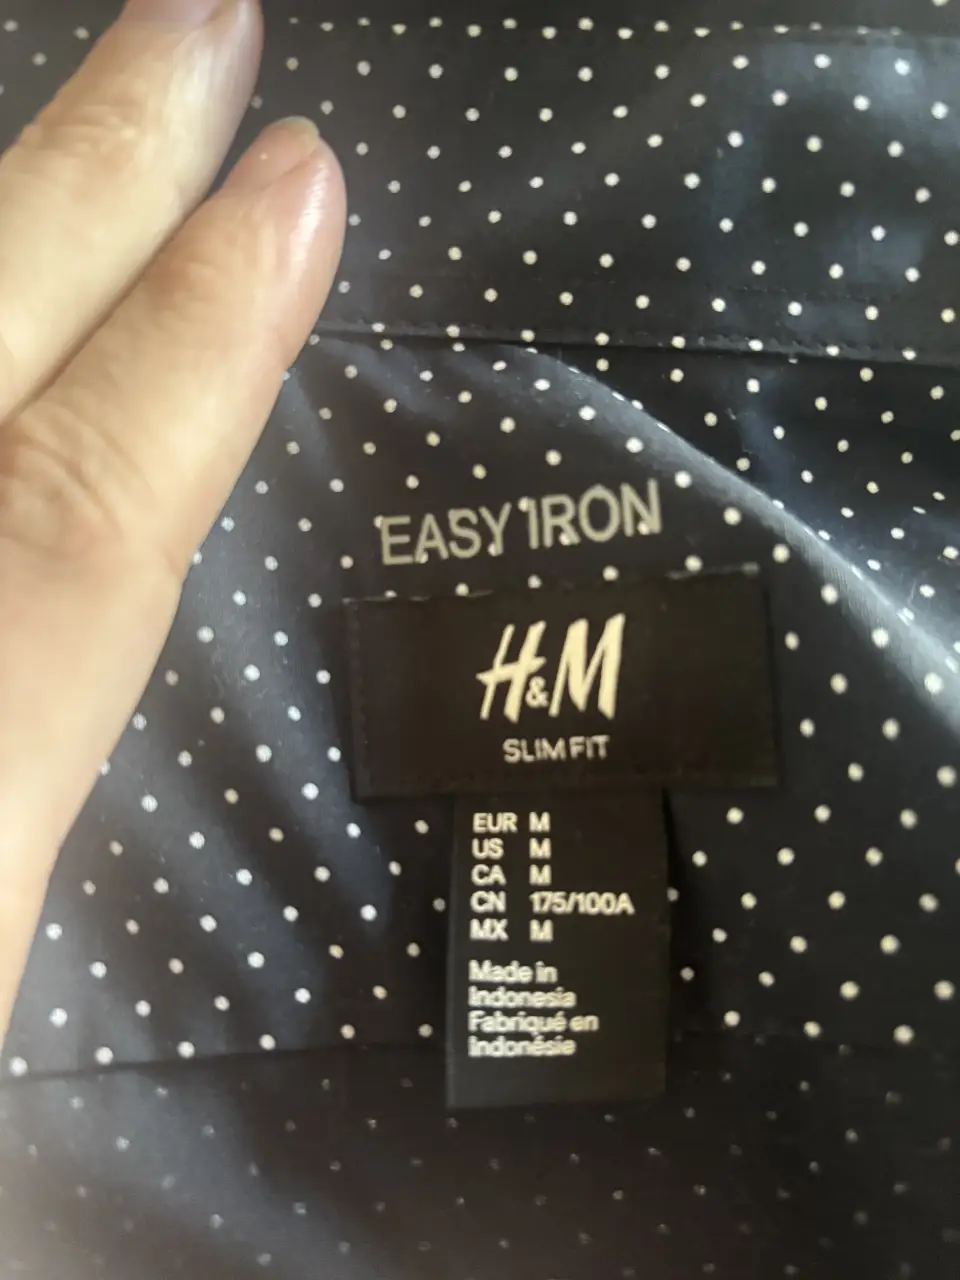 EASY IRON
H&M
SLIM FIT
EUR M
US M
CA M
CN 175/100A
MX M
Made in
Indonesia
Fabriqué en
Indonésie